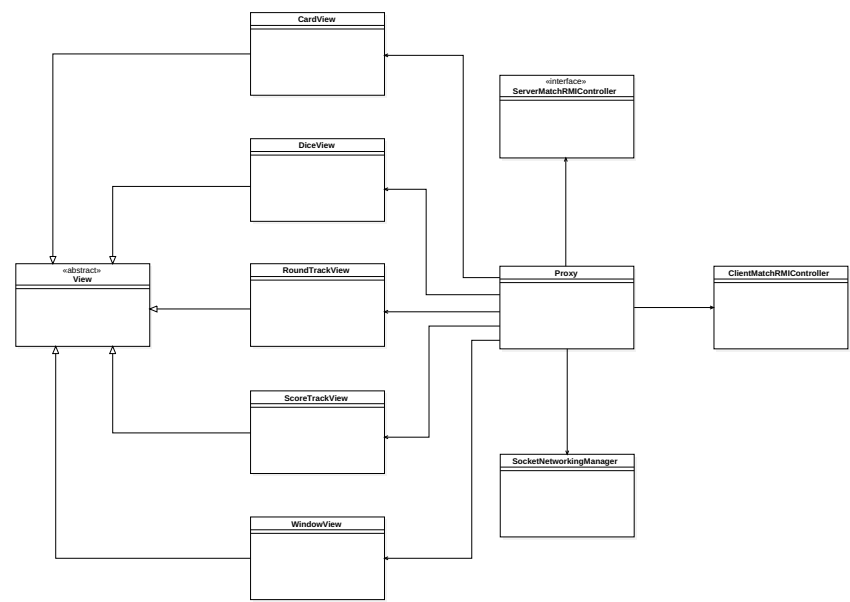 CardView
«interface»
ServerMatchRMIController
DiceView
«abstract»
View
RoundTrackView
Proxy
ClientMatchRMIController
ScoreTrackView
SocketNetworkingManager
WindowView